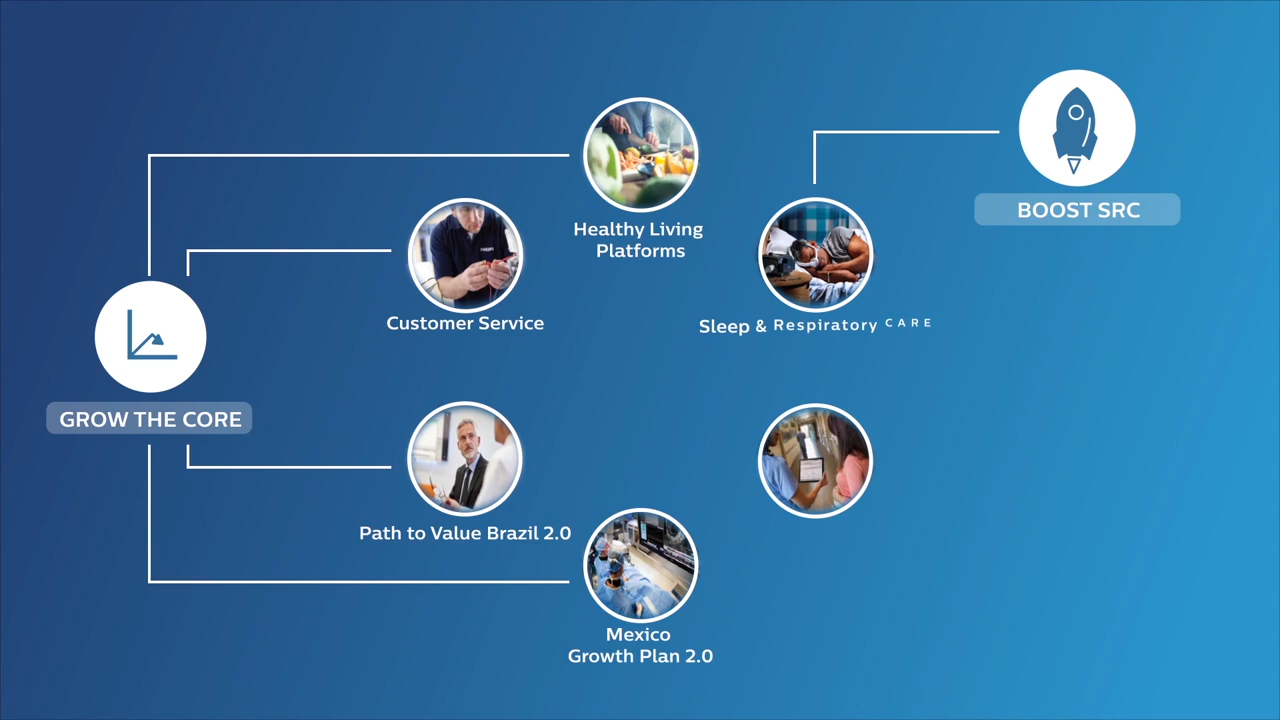 Healthy Living
Platforms
BOOST SRC
Customer Service
Sleep & Respiratory CARE
GROW THE CORE
Path to Value Brazil 2.0
Mexico
Growth Plan 2.0